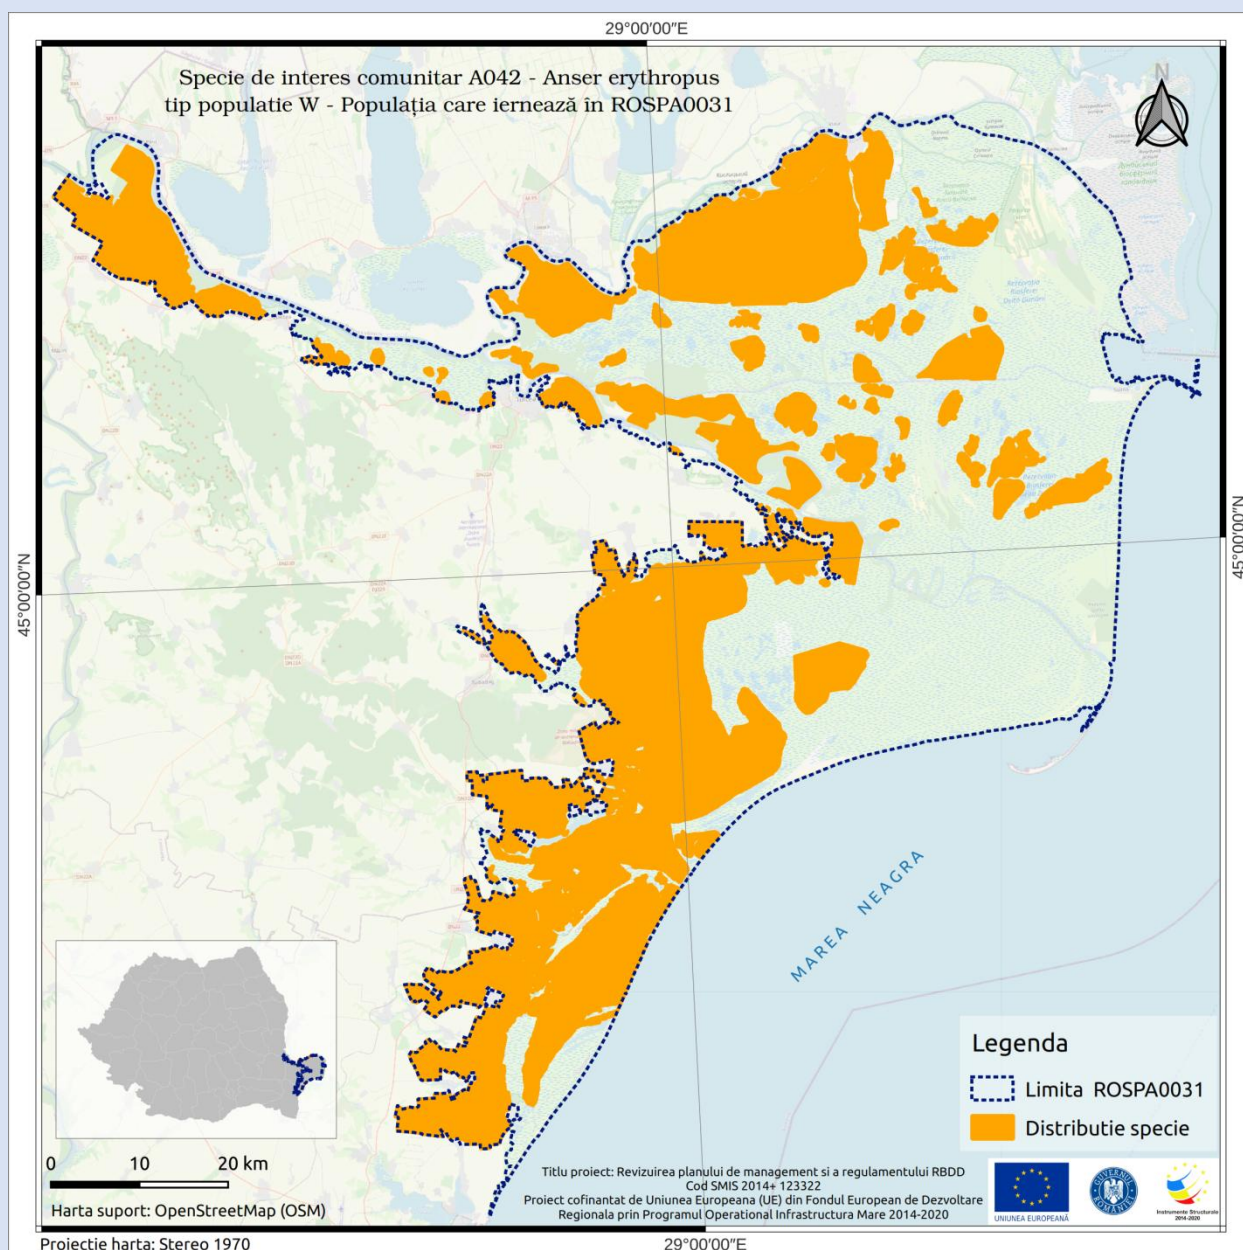 29°00′00″E
Specie de interes comunitar A042 - Anser erythropus
tip populatie W - Populația care iernează în ROSPA0031
N
45°00′00″N
45°00′00″N
MAREA NEAGRA
Legenda
Limita ROSPA0031
Distributie specie
0 10 20 km
Harta suport: OpenStreetMap (OSM)
Titlu proiect: Revizuirea planului de management si a regulamentului RBDD
Cod SMIS 2014+ 123322
Proiect cofinantat de Uniunea Europeana (UE) din Fondul European de Dezvoltare
Regionala prin Programul Operational Infrastructura Mare 2014-2020
UNIUNEA EUROPEANĂ
GUVERNUL ROMÂNIEI
Instrumente Structurale
2014-2020
Proiectie harta: Stereo 1970
29°00′00″E